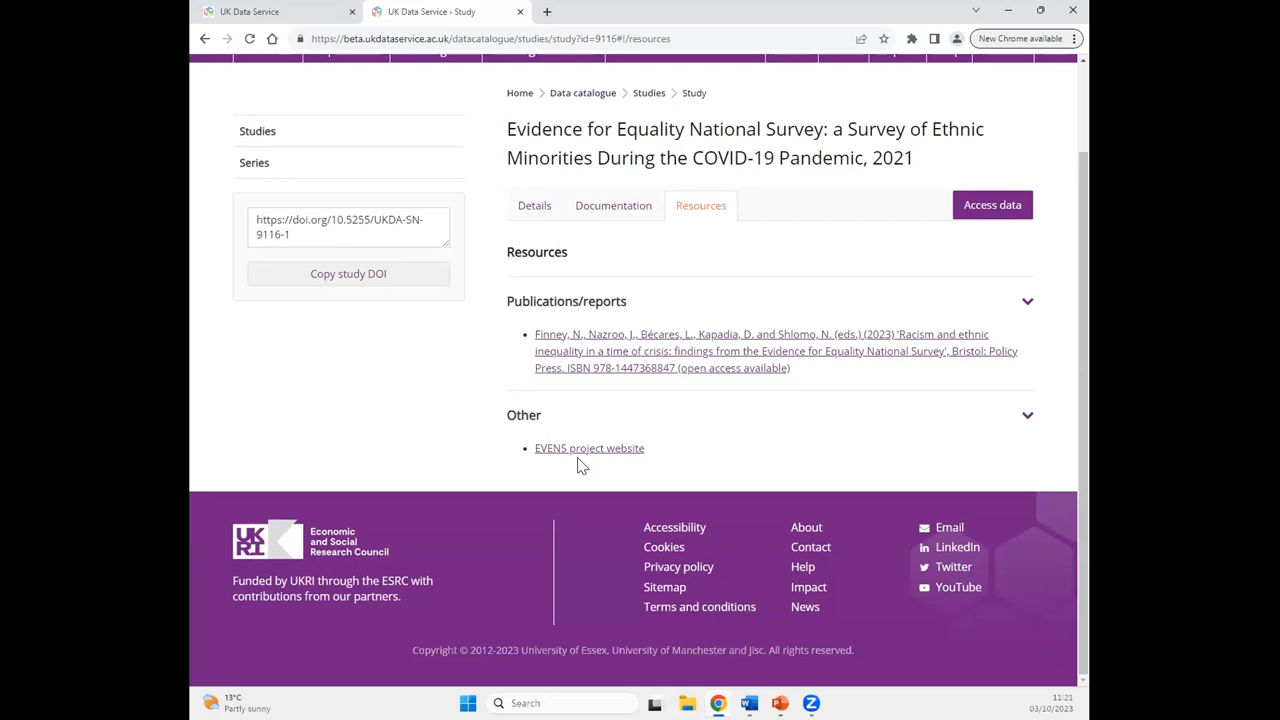 UK Data Service
UK Data Service › Study
https://beta.ukdataservice.ac.uk/datacatalogue/studies/study?id=9116#!/resources
New Chrome available
Home > Data catalogue > Studies > Study
Studies
Series
https://doi.org/10.5255/UKDA-SN-
9116-1
Copy study DOI
Evidence for Equality National Survey: a Survey of Ethnic
Minorities During the COVID-19 Pandemic, 2021
Details
Documentation
Resources
Access data
Resources
Publications/reports
• Finney, N., Nazroo, J., Bécares, L., Kapadia, D. and Shlomo, N. (eds.) (2023) 'Racism and ethnic
inequality in a time of crisis: findings from the Evidence for Equality National Survey', Bristol: Policy
Press. ISBN 978-1447368847 (open access available)
Other
• EVENS project website
UK
RI
Economic
and Social
Research Council
Funded by UKRI through the ESRC with
contributions from our partners.
Accessibility
Cookies
Privacy policy
Sitemap
Terms and conditions
About
Contact
Help
Impact
News
Email
LinkedIn
Twitter
YouTube
Copyright © 2012-2023 University of Essex, University of Manchester and Jisc. All rights reserved.
13°C
Partly sunny
Search
11:21
03/10/2023